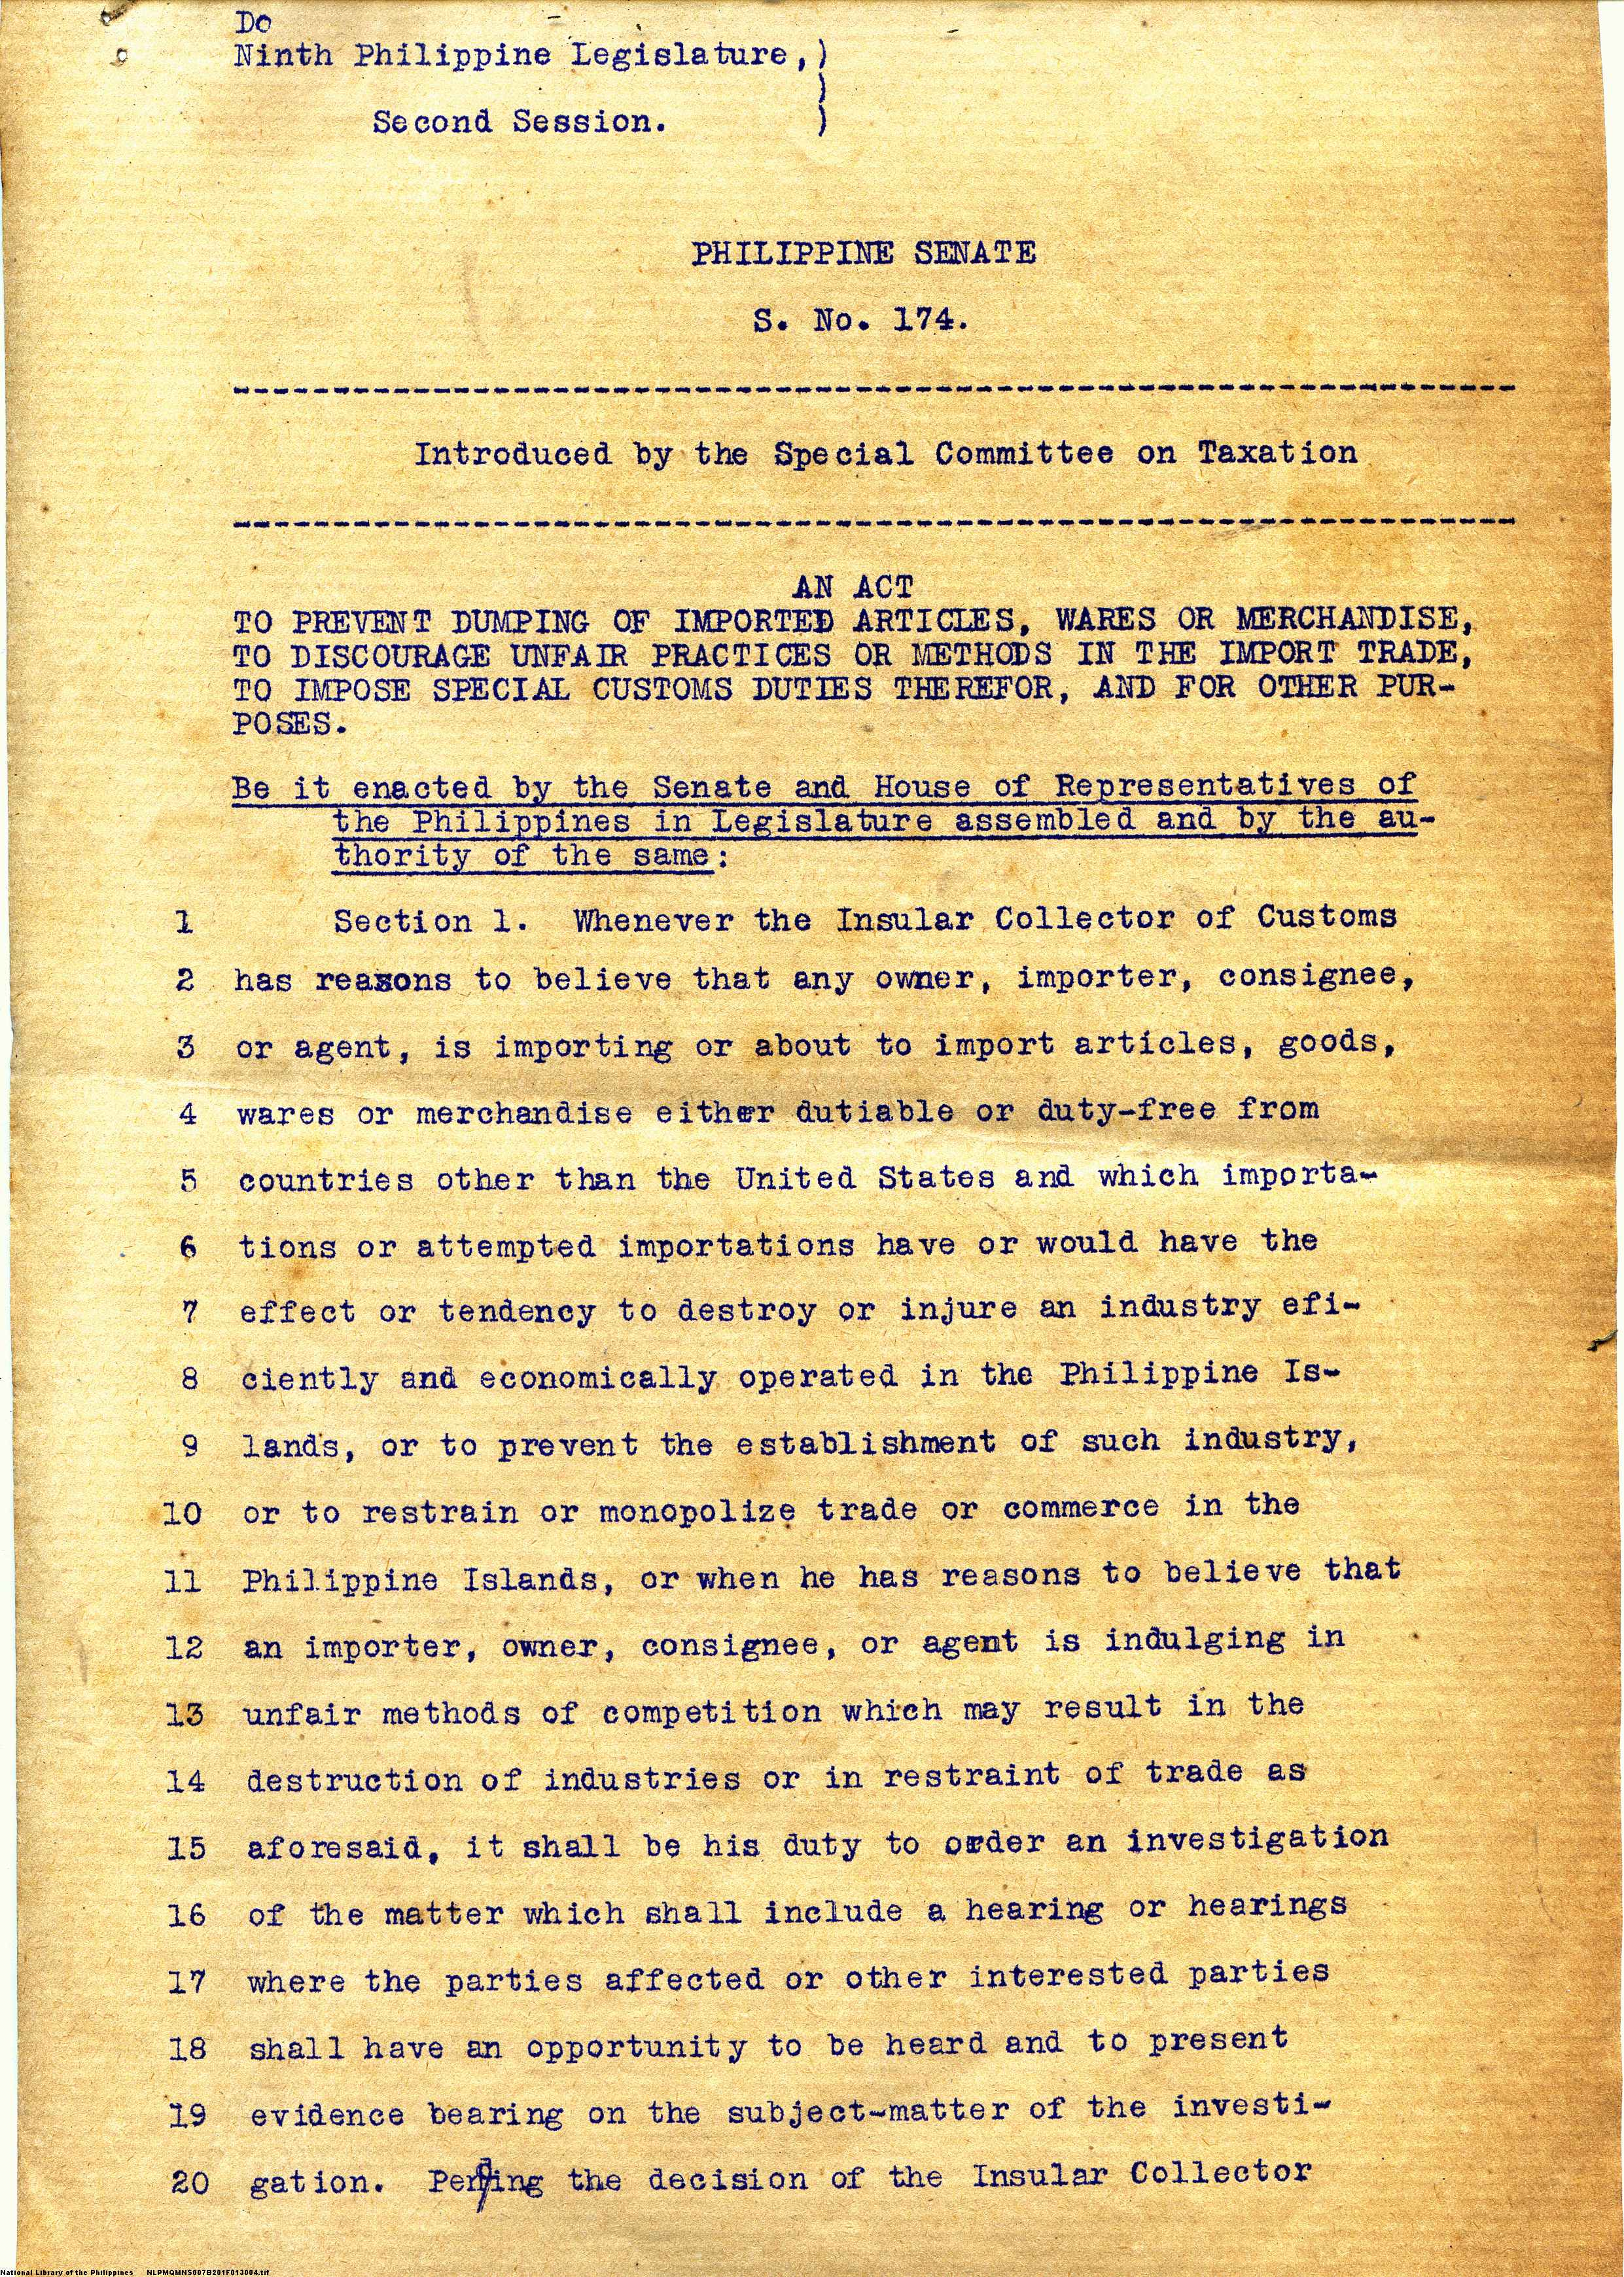 Do
Ninth Philippine Legislature,)
)
Second Session. )
PHILIPPINE SENATE
S. No. 174.
Introduced by the Special Committee on Taxation
AN ACT
TO PREVENT DUMPING OF IMPORTED ARTICLES, WARES OR MERCHANDISE,
TO DISCOURAGE UNFAIR PRACTICES OR METHODS IN THE IMPORT TRADE,
TO IMPOSE SPECIAL CUSTOMS DUTIES THEREFOR, AND FOR OTHER PUR-
POSES.
Be it enacted by the Senate and House of Representatives of
the Philippines in Legislature assembled and by the au-
thority of the same:
1 Section 1. Whenever the Insular Collector of Customs
2 has reasons to believe that any owner, importer, consignee,
3 or agent, is importing or about to import articles, goods,
4 wares or merchandise either dutiable or duty-free from
5 countries other than the United States and which importa-
6 tions or attempted importations have or would have the
7 effect or tendency to destroy or injure an industry efi-
8 ciently and economically operated in the Philippine Is-
9 lands, or to prevent the establishment of such industry,
10 or to restrain or monopolize trade or commerce in the
11 Philippine Islands, or when he has reasons to believe that
12 an importer, owner, consignee, or agent is indulging in
13 unfair methods of competition which may result in the
14 destruction of industries or in restraint of trade as
15 aforesaid, it shall be his duty to order an investigation
16 of the matter which shall include a hearing or hearings
17 where the parties affected or other interested parties
18 shall have an opportunity to be heard and to present
19 evidence bearing on the subject-matter of the investi-
20 gation. Pending the decision of the Insular Collector
National Library of the Philippines NLPMQMNS007B201F013004.tif